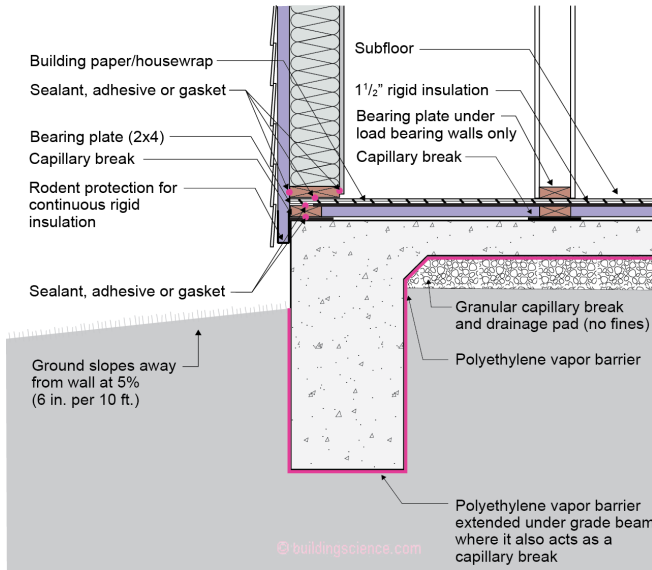 Building paper/housewrap
Sealant, adhesive or gasket
Bearing plate (2x4)
Capillary break
Rodent protection for
continuous rigid
insulation
Sealant, adhesive or gasket
Ground slopes away
from wall at 5%
(6 in. per 10 ft.)
Subfloor
1 1/2” rigid insulation
Bearing plate under
load bearing walls only
Capillary break
Granular capillary break
and drainage pad (no fines)
Polyethylene vapor barrier
Polyethylene vapor barrier
extended under grade beam
where it also acts as a
capillary break
buildingscience.com